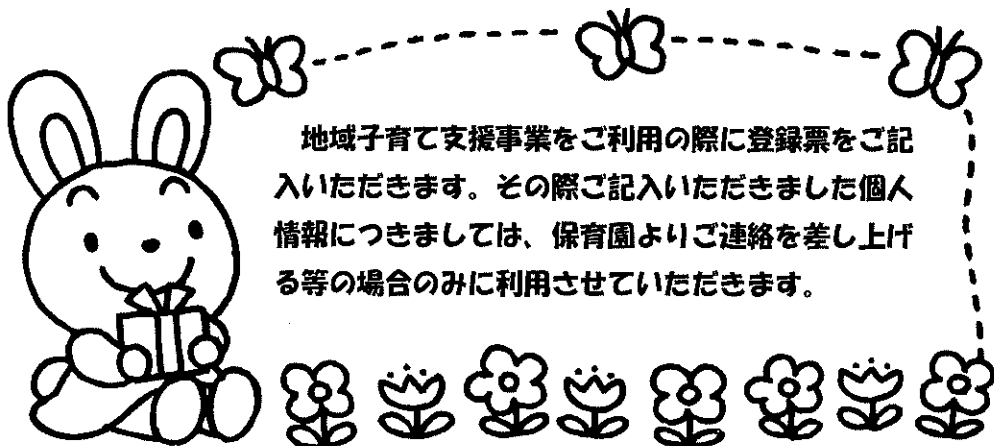 地域子育て支援事業をご利用の際に登録票をご記
入いただきます。その際ご記入いただきました個人
情報につきましては、保育園よりご連絡を差し上げ
る等の場合のみに利用させていただきます。